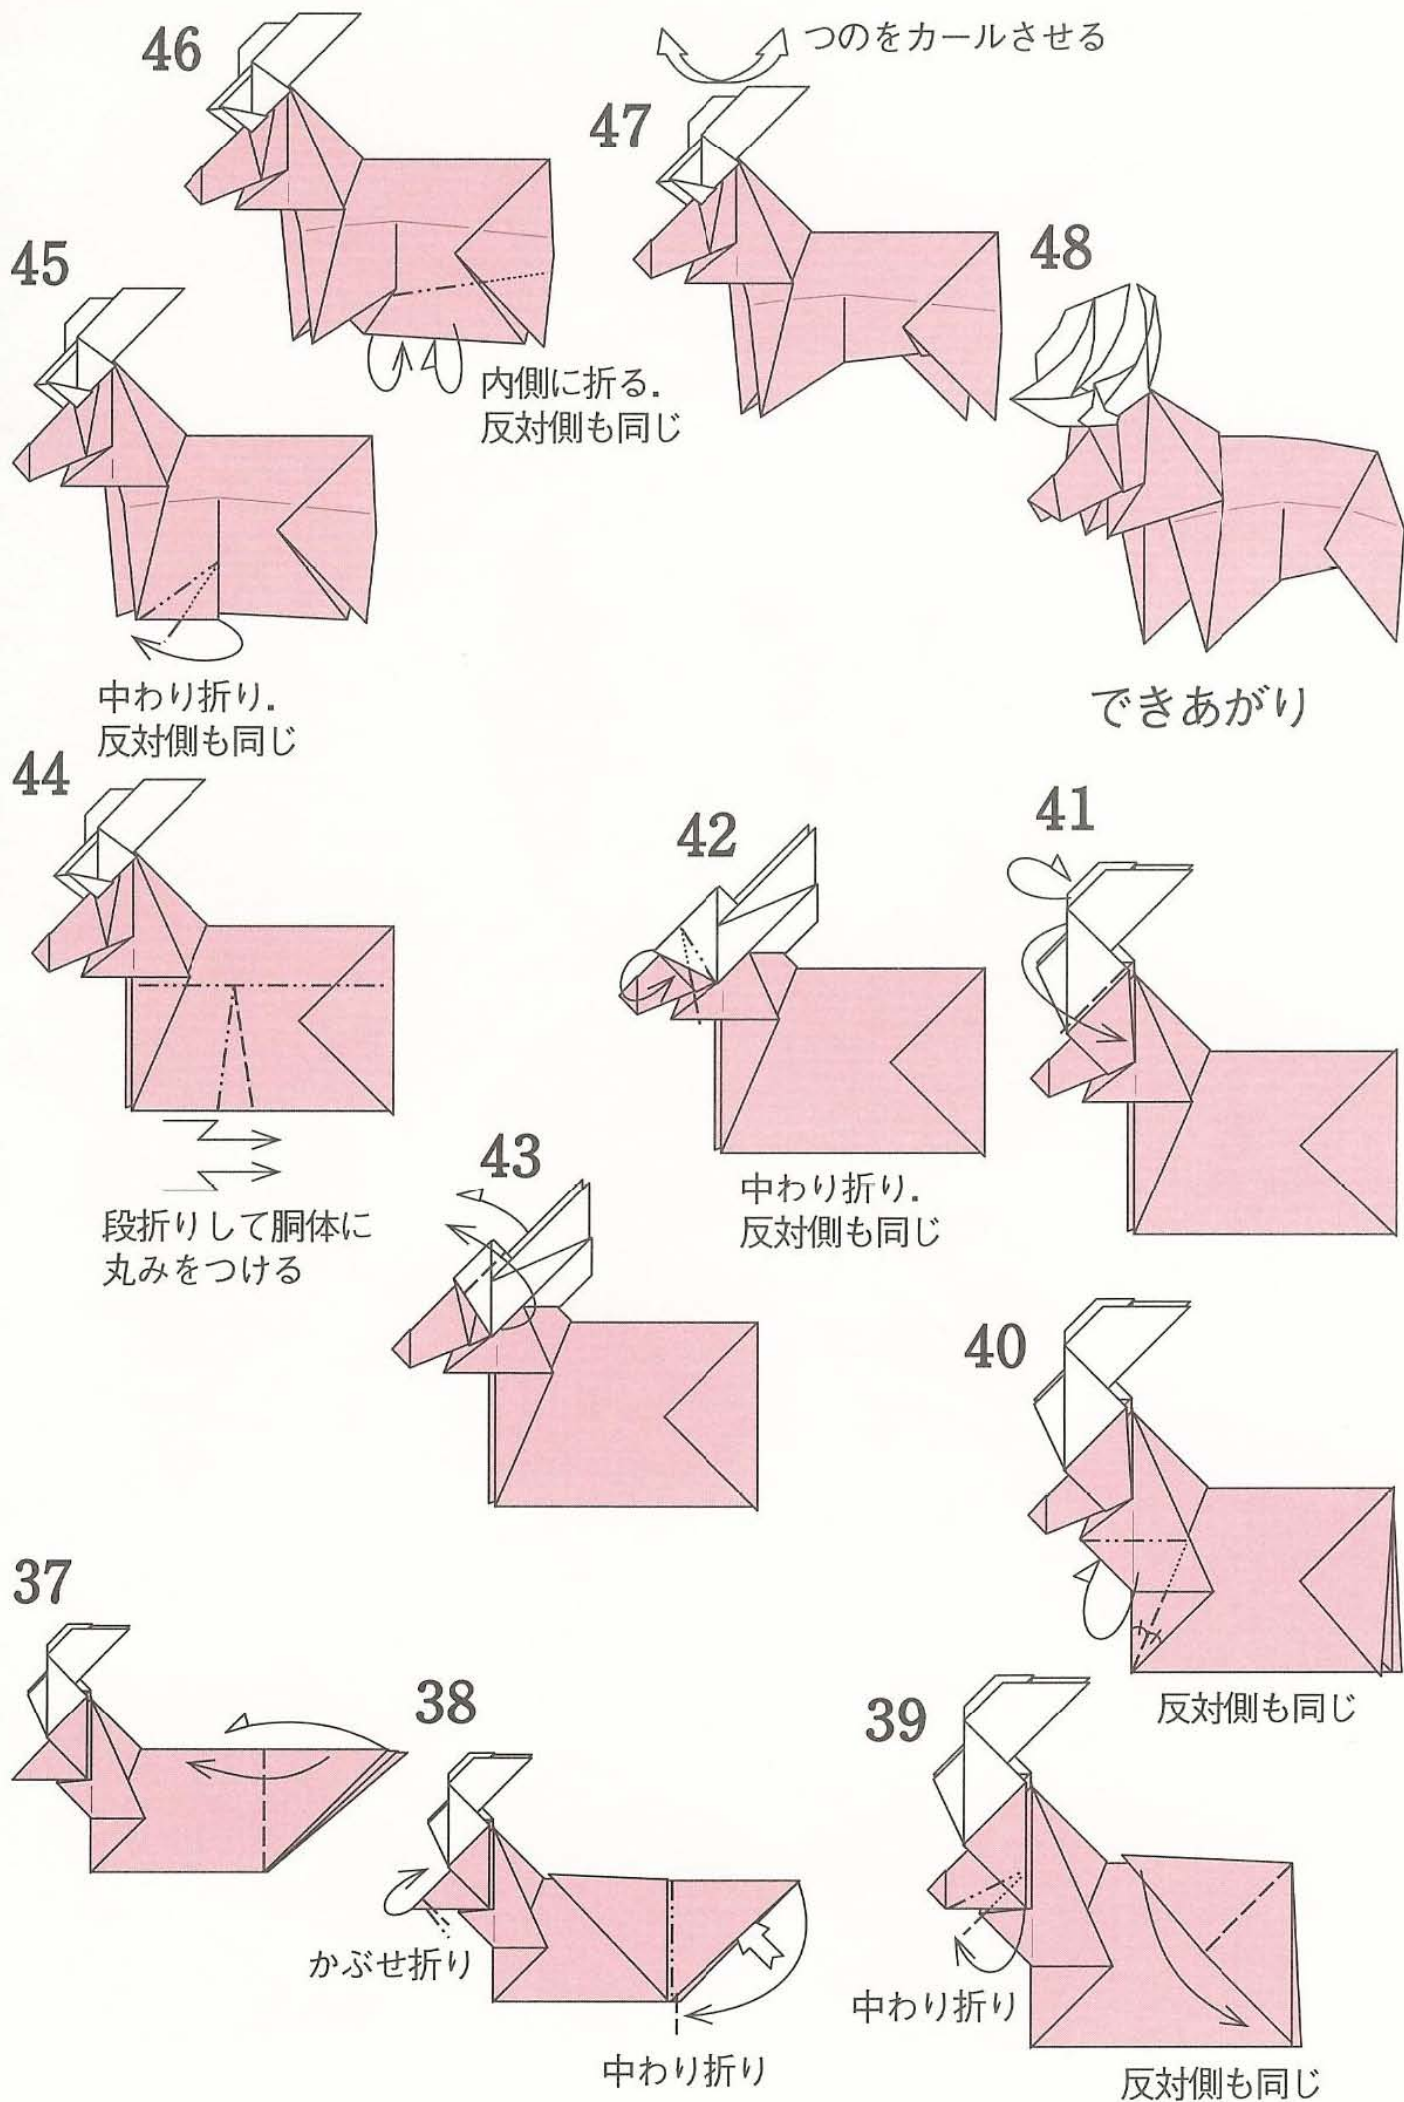 46
つのをカールさせる
47
45
48
内側に折る.
反対側も同じ
中わり折り.
反対側も同じ
できあがり
44
42
41
43
中わり折り.
反対側も同じ
段折りして胴体に
丸みをつける
40
37
38
39
反対側も同じ
かぶせ折り
中わり折り
中わり折り
反対側も同じ